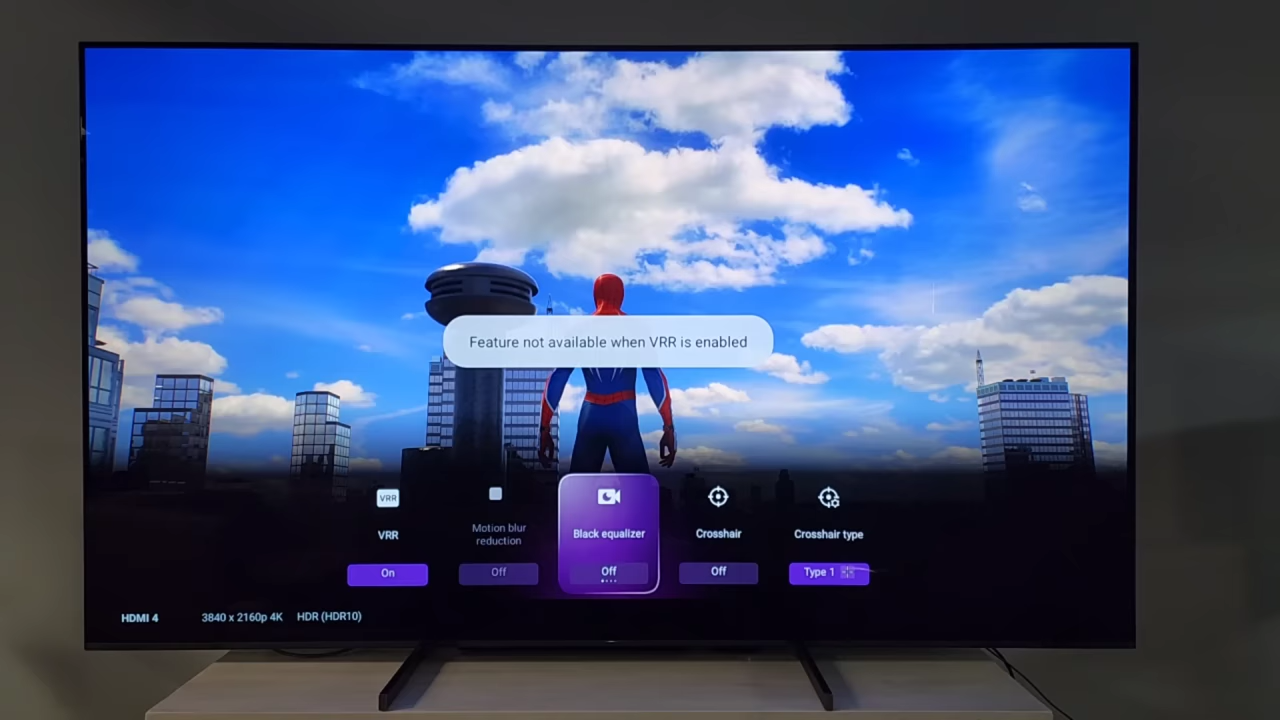 Feature not available when VRR is enabled
VRR
VRR
On
Motion blur
reduction
Off
Black equalizer
Off
Crosshair
Off
Crosshair type
Type 1
HDMI 4
3840 x 2160p 4K
HDR (HDR10)